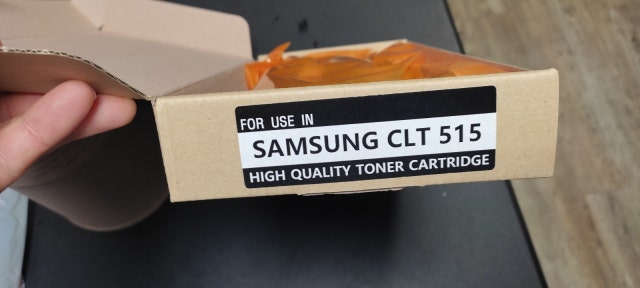 FOR USE IN
SAMSUNG CLT 515
HIGH QUALITY TONER CARTRIDGE